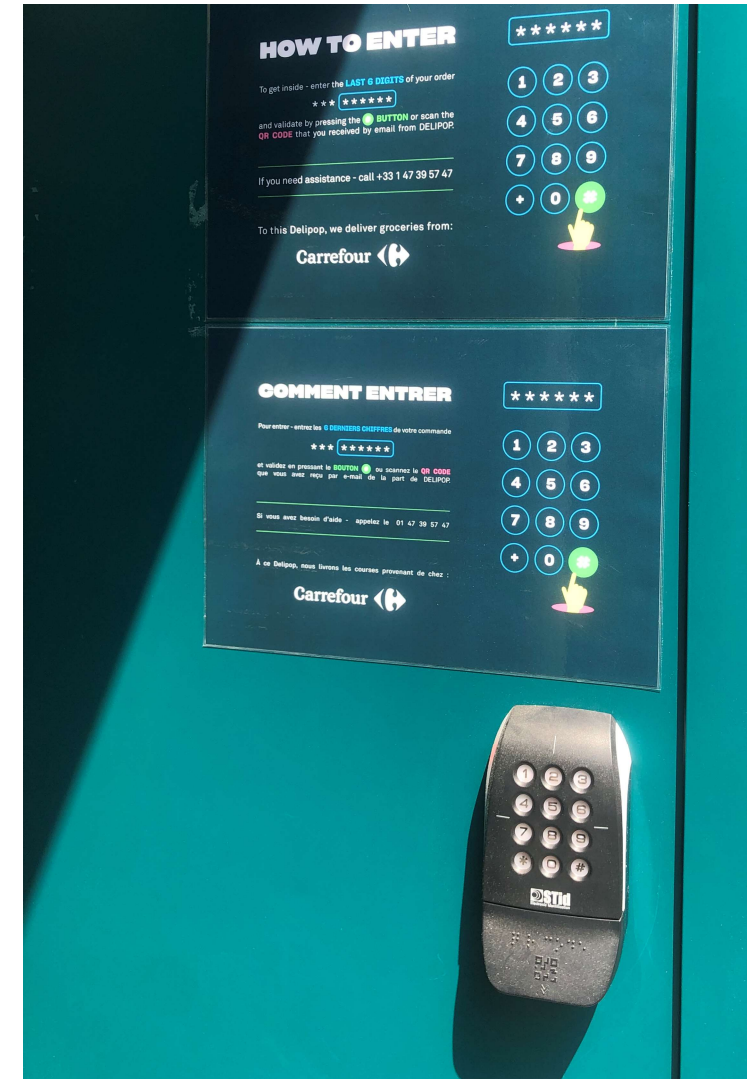 HOW TO ENTER
To get inside - enter the LAST 6 DIGITS of your order
*** ******
and validate by pressing the # BUTTON or scan the
QR CODE that you received by email from DELIPOP.
If you need assistance - call +33 1 47 39 57 47
To this Delipop, we deliver groceries from:
Carrefour
******
1 2 3
4 5 6
7 8 9
+ 0 #
COMMENT ENTRER
Pour entrer - entrez les 6 DERNIERS CHIFFRES de votre commande
*** ******
et validez en pressant le BOUTON # ou scannez le QR CODE
que vous avez reçu par e-mail de la part de DELIPOP.
Si vous avez besoin d'aide - appelez le 01 47 39 57 47
À ce Delipop, nous livrons les courses provenant de chez :
Carrefour
******
1 2 3
4 5 6
7 8 9
+ 0 #
1 2 3
4 5 6
7 8 9
* 0 #
STid